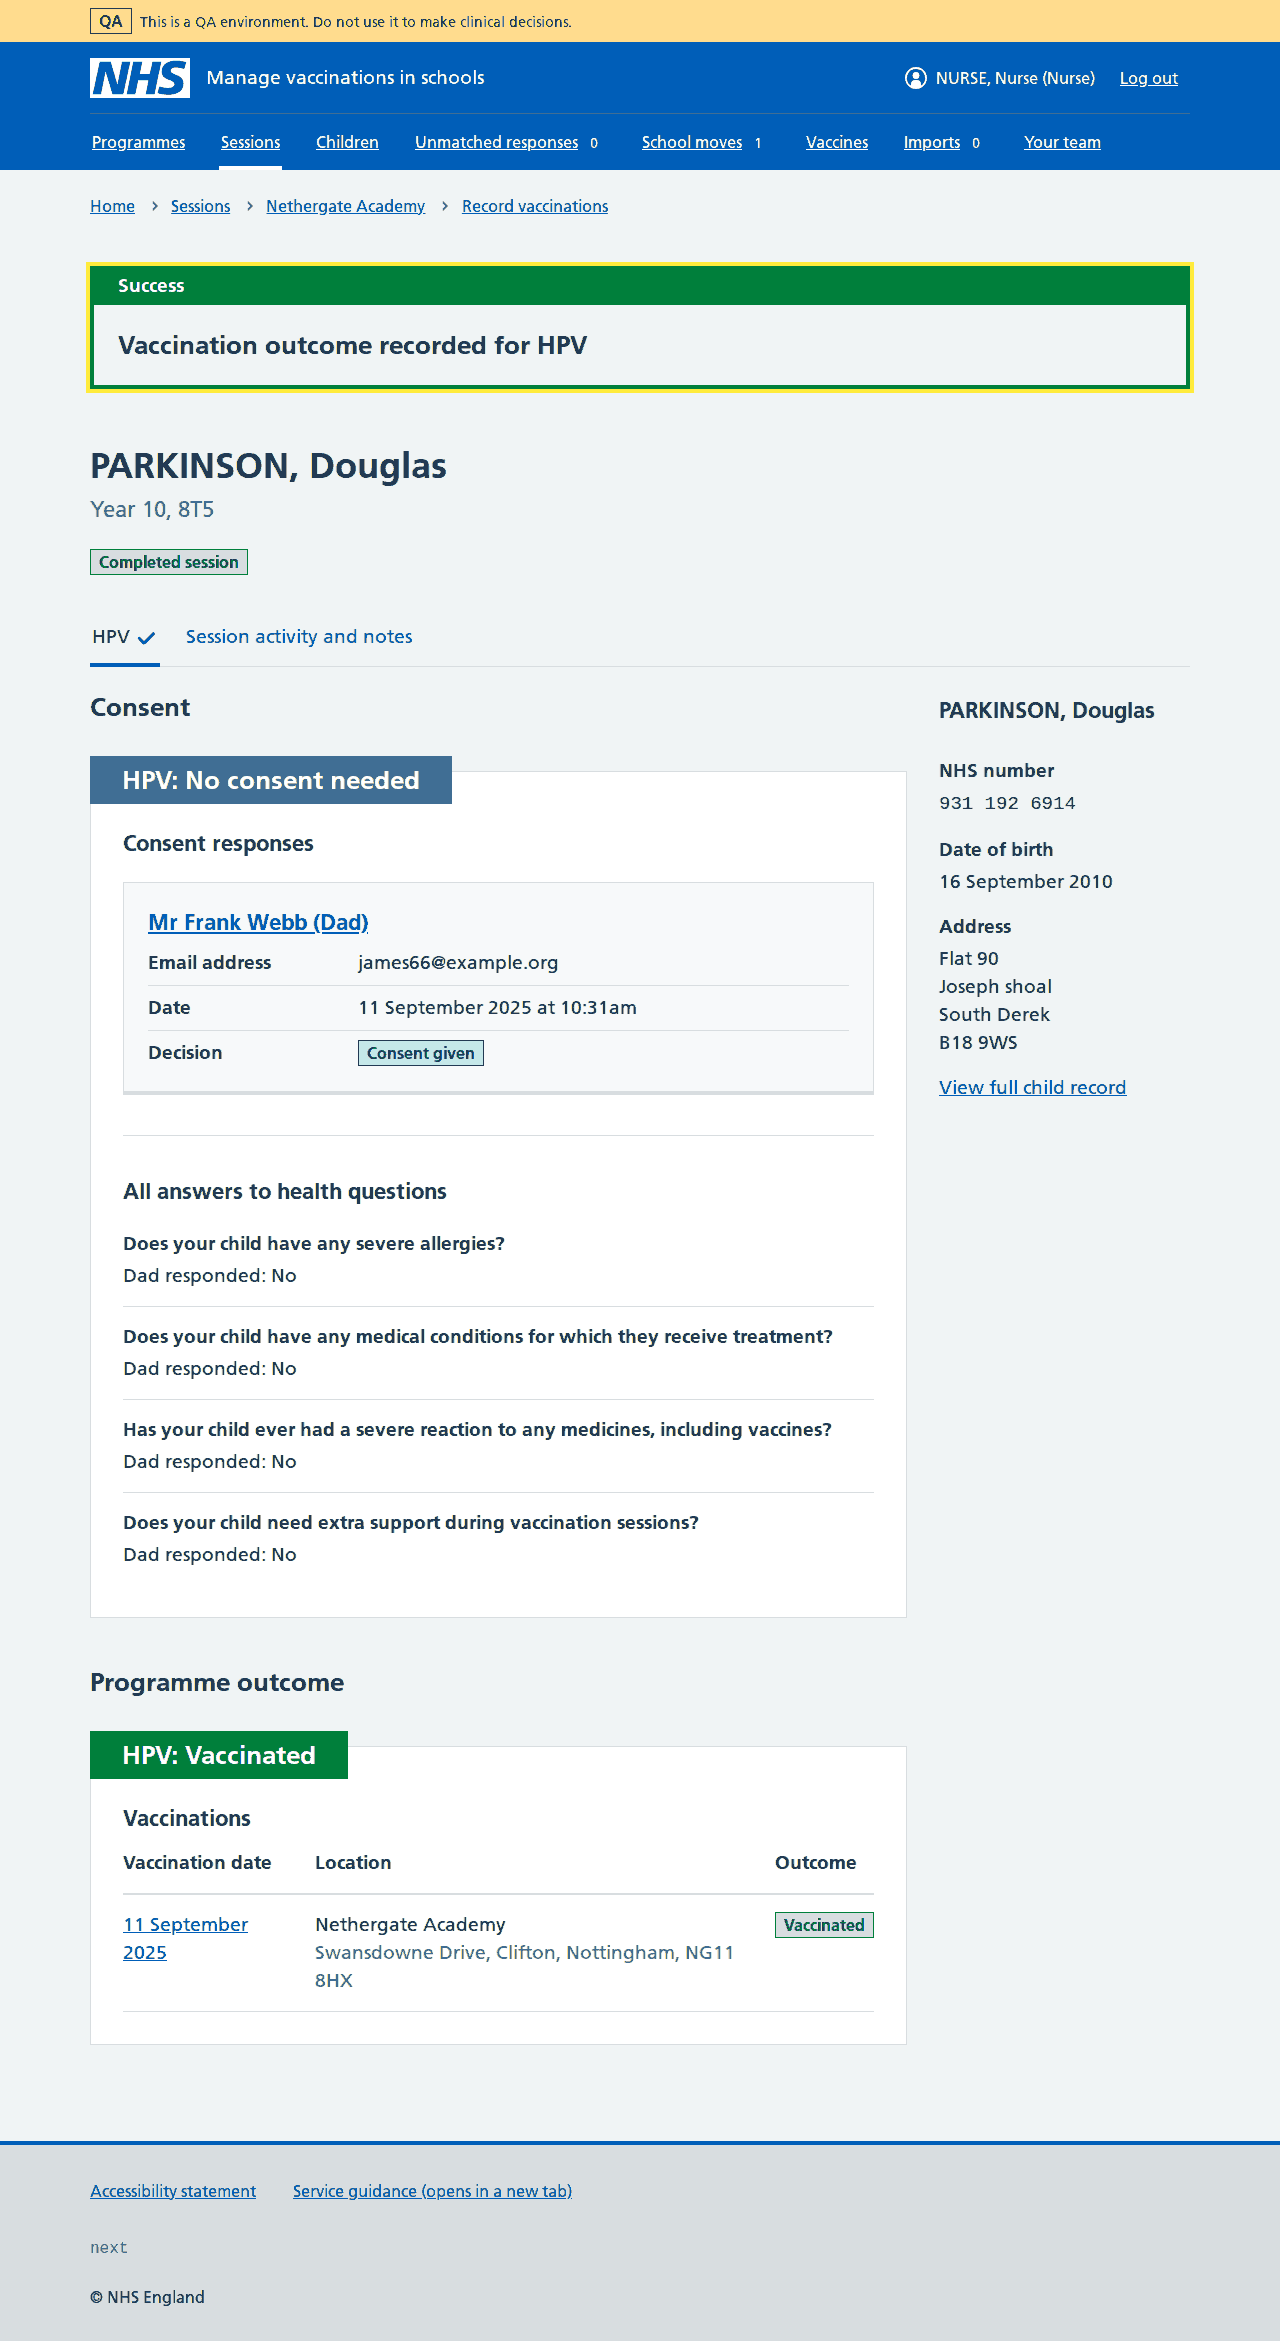 QA This is a QA environment. Do not use it to make clinical decisions.
NHS Manage vaccinations in schools NURSE, Nurse (Nurse) Log out
Programmes Sessions Children Unmatched responses 0 School moves 1 Vaccines Imports 0 Your team
Home › Sessions › Nethergate Academy › Record vaccinations
Success
Vaccination outcome recorded for HPV
PARKINSON, Douglas
Year 10, 8T5
Completed session
HPV Session activity and notes
Consent
HPV: No consent needed
Consent responses
Mr Frank Webb (Dad)
Email address james66@example.org
Date 11 September 2025 at 10:31am
Decision Consent given
All answers to health questions
Does your child have any severe allergies?
Dad responded: No
Does your child have any medical conditions for which they receive treatment?
Dad responded: No
Has your child ever had a severe reaction to any medicines, including vaccines?
Dad responded: No
Does your child need extra support during vaccination sessions?
Dad responded: No
PARKINSON, Douglas
NHS number
931 192 6914
Date of birth
16 September 2010
Address
Flat 90
Joseph shoal
South Derek
B18 9WS
View full child record
Programme outcome
HPV: Vaccinated
Vaccinations
Vaccination date Location Outcome
11 September Nethergate Academy Vaccinated
2025 Swansdowne Drive, Clifton, Nottingham, NG11
8HX
Accessibility statement Service guidance (opens in a new tab)
next
© NHS England